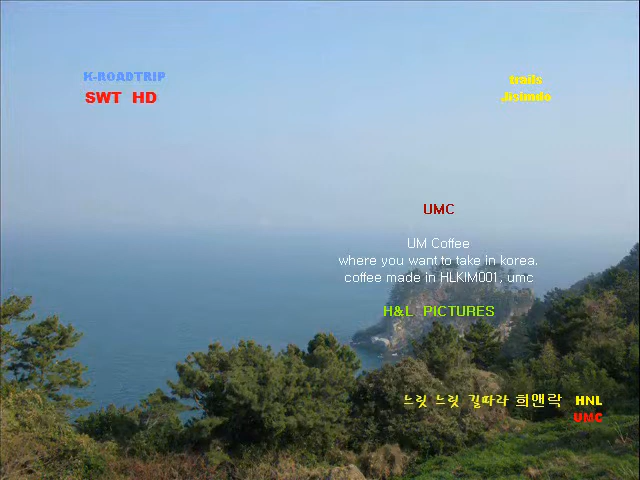 K-ROADTRIP
SWT HD
trails
Jisimdo
UMC
UM Coffee
where you want to take in korea.
coffee made in HLKIM001, umc
H&L PICTURES
느릿 느릿 길따라 희앤락 HNL
UMC